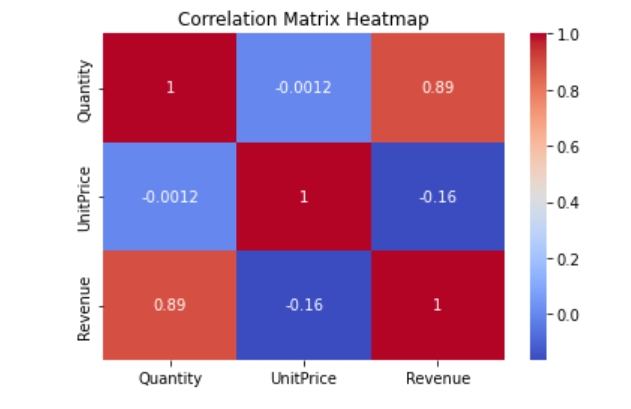 Correlation Matrix Heatmap
Quantity
1
-0.0012
0.89
UnitPrice
-0.0012
1
-0.16
Revenue
0.89
-0.16
1
Quantity
UnitPrice
Revenue
1.0
0.8
0.6
0.4
0.2
0.0